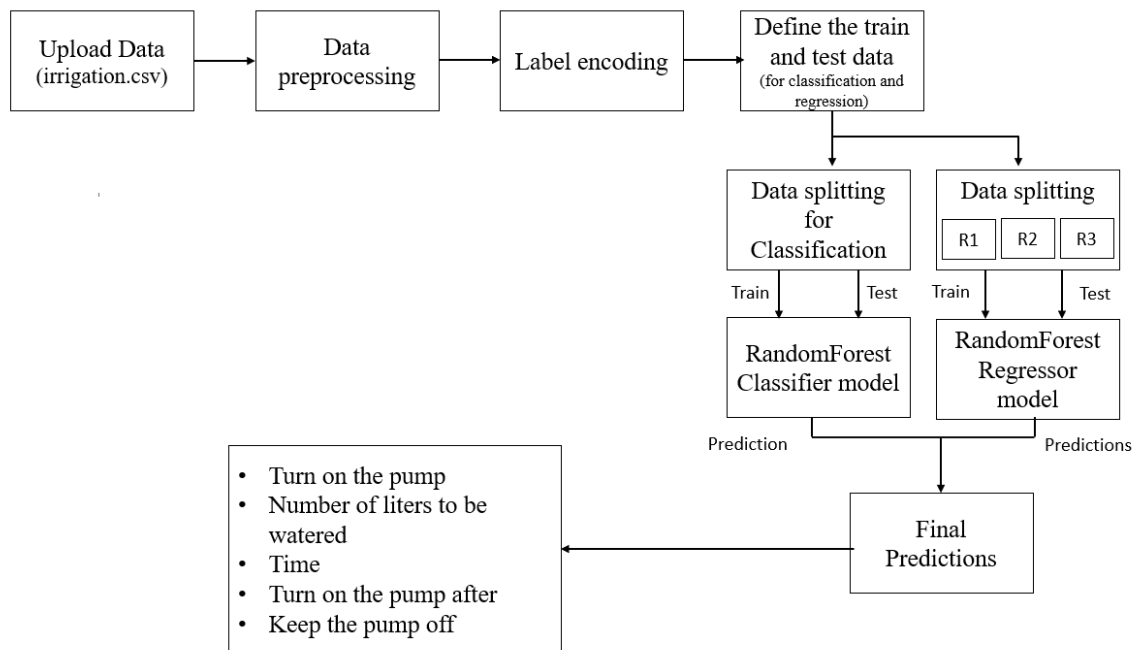 Upload Data
(irrigation.csv)
Data
preprocessing
Label encoding
Define the train
and test data
(for classification and
regression)
Data splitting
for
Classification
Data splitting
R1
R2
R3
Train
Test
Train
Test
RandomForest
Classifier model
RandomForest
Regressor
model
Prediction
Predictions
• Turn on the pump
• Number of liters to be
watered
• Time
• Turn on the pump after
• Keep the pump off
Final
Predictions